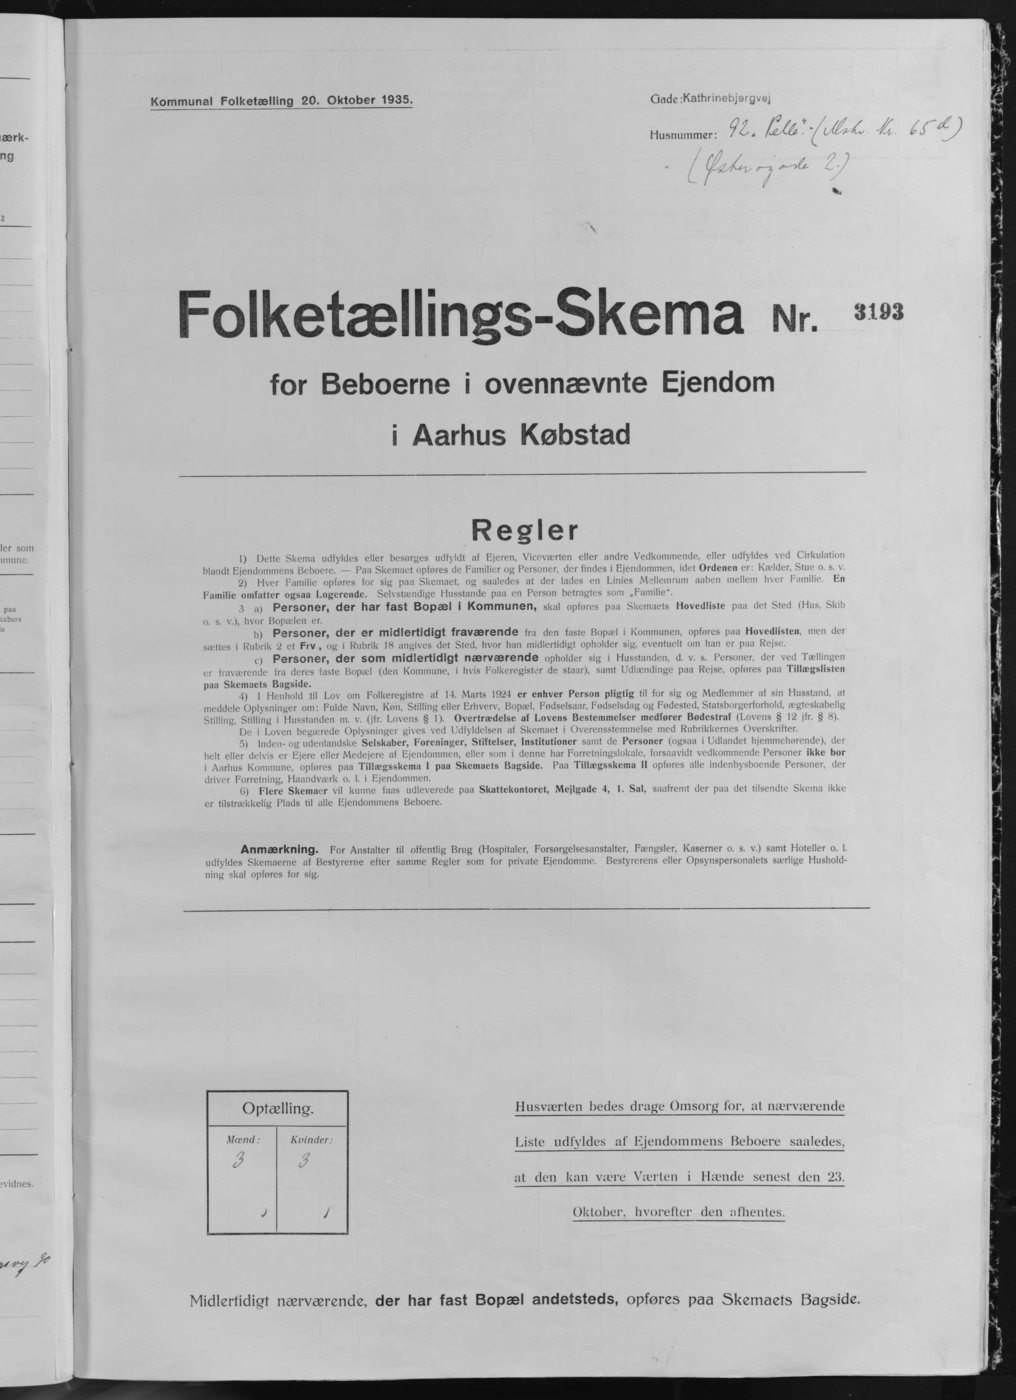 Kommunal Folketælling 20. Oktober 1935.
Gade: Kathrinebjergvej
Husnummer: 92. "Pelle" - (Mskr. Nr. 65 d)
(Østerøgade 2.)
Folketællings-Skema Nr. 3193
for Beboerne i ovennævnte Ejendom
i Aarhus Købstad
Regler
1) Dette Skema udfyldes eller besørges udfyldt af Ejeren, Viceværten eller andre Vedkommende, eller udfyldes ved Cirkulation
blandt Ejendommens Beboere. — Paa Skemaet opføres de Familier og Personer, der findes i Ejendommen, idet Ordenen er: Kælder, Stue o. s. v.
2) Hver Familie opføres for sig paa Skemaet, og saaledes at der lades en Linies Mellemrum aaben mellem hver Familie. En
Familie omfatter ogsaa Logerende. Selvstændige Husstande paa en Person betragtes som „Familie“.
3 a) Personer, der har fast Bopæl i Kommunen, skal opføres paa Skemaets Hovedliste paa det Sted (Hus, Skib
o. s. v.), hvor Bopælen er.
b) Personer, der er midlertidigt fraværende fra den faste Bopæl i Kommunen, opføres paa Hovedlisten, men der
sættes i Rubrik 2 et Frv., og i Rubrik 18 angives det Sted, hvor han midlertidigt opholder sig, eventuelt om han er paa Rejse.
c) Personer, der som midlertidigt nærværende opholder sig i Husstanden, d. v. s. Personer, der ved Tællingen
er fraværende fra deres faste Bopæl (den Kommune, i hvis Folkeregister de staar), samt Udlændinge paa Rejse, opføres paa Tillægslisten
paa Skemaets Bagside.
4) I Henhold til Lov om Folkeregistre af 14. Marts 1924 er enhver Person pligtig til for sig og Medlemmer af sin Husstand, at
meddele Oplysninger om: Fulde Navn, Køn, Stilling eller Erhverv, Bopæl, Fødselsaar, Fødselsdag og Fødested, Statsborgerforhold, ægteskabelig
Stilling, Stilling i Husstanden m. v. (jfr. Lovens § 1). Overtrædelse af Lovens Bestemmelser medfører Bødestraf (Lovens § 12 jfr. § 8).
De i Loven begærede Oplysninger gives ved Udfyldelsen af Skemaet i Overensstemmelse med Rubrikkernes Overskrifter.
5) Inden- og udenlandske Selskaber, Foreninger, Stiftelser, Institutioner samt de Personer (ogsaa i Udlandet hjemmehørende), der
helt eller delvis er Ejere eller Medejere af Ejendommen, eller som i denne har Forretningslokale, forsaavidt vedkommende Personer ikke bor
i Aarhus Kommune, opføres paa Tillægsskema I paa Skemaets Bagside. Paa Tillægsskema II opføres alle indenbysboende Personer, der
driver Forretning, Haandværk o. l. i Ejendommen.
6) Flere Skemaer vil kunne faas udleverede paa Skattekontoret, Mejlgade 4, 1. Sal, saafremt der paa det tilsendte Skema ikke
er tilstrækkelig Plads til alle Ejendommens Beboere.
Anmærkning. For Anstalter til offentlig Brug (Hospitaler, Forsørgelsesanstalter, Fængsler, Kaserner o. s. v.) samt Hoteller o. l.
udfyldes Skemaerne af Bestyrerne efter samme Regler som for private Ejendomme. Bestyrerens eller Opsynspersonalets særlige Hushold-
ning skal opføres for sig.
Optælling.
Mænd: Kvinder:
3 3
Husværten bedes drage Omsorg for, at nærværende
Liste udfyldes af Ejendommens Beboere saaledes,
at den kan være Værten i Hænde senest den 23.
Oktober, hvorefter den afhentes.
Midlertidigt nærværende, der har fast Bopæl andetsteds, opføres paa Skemaets Bagside.